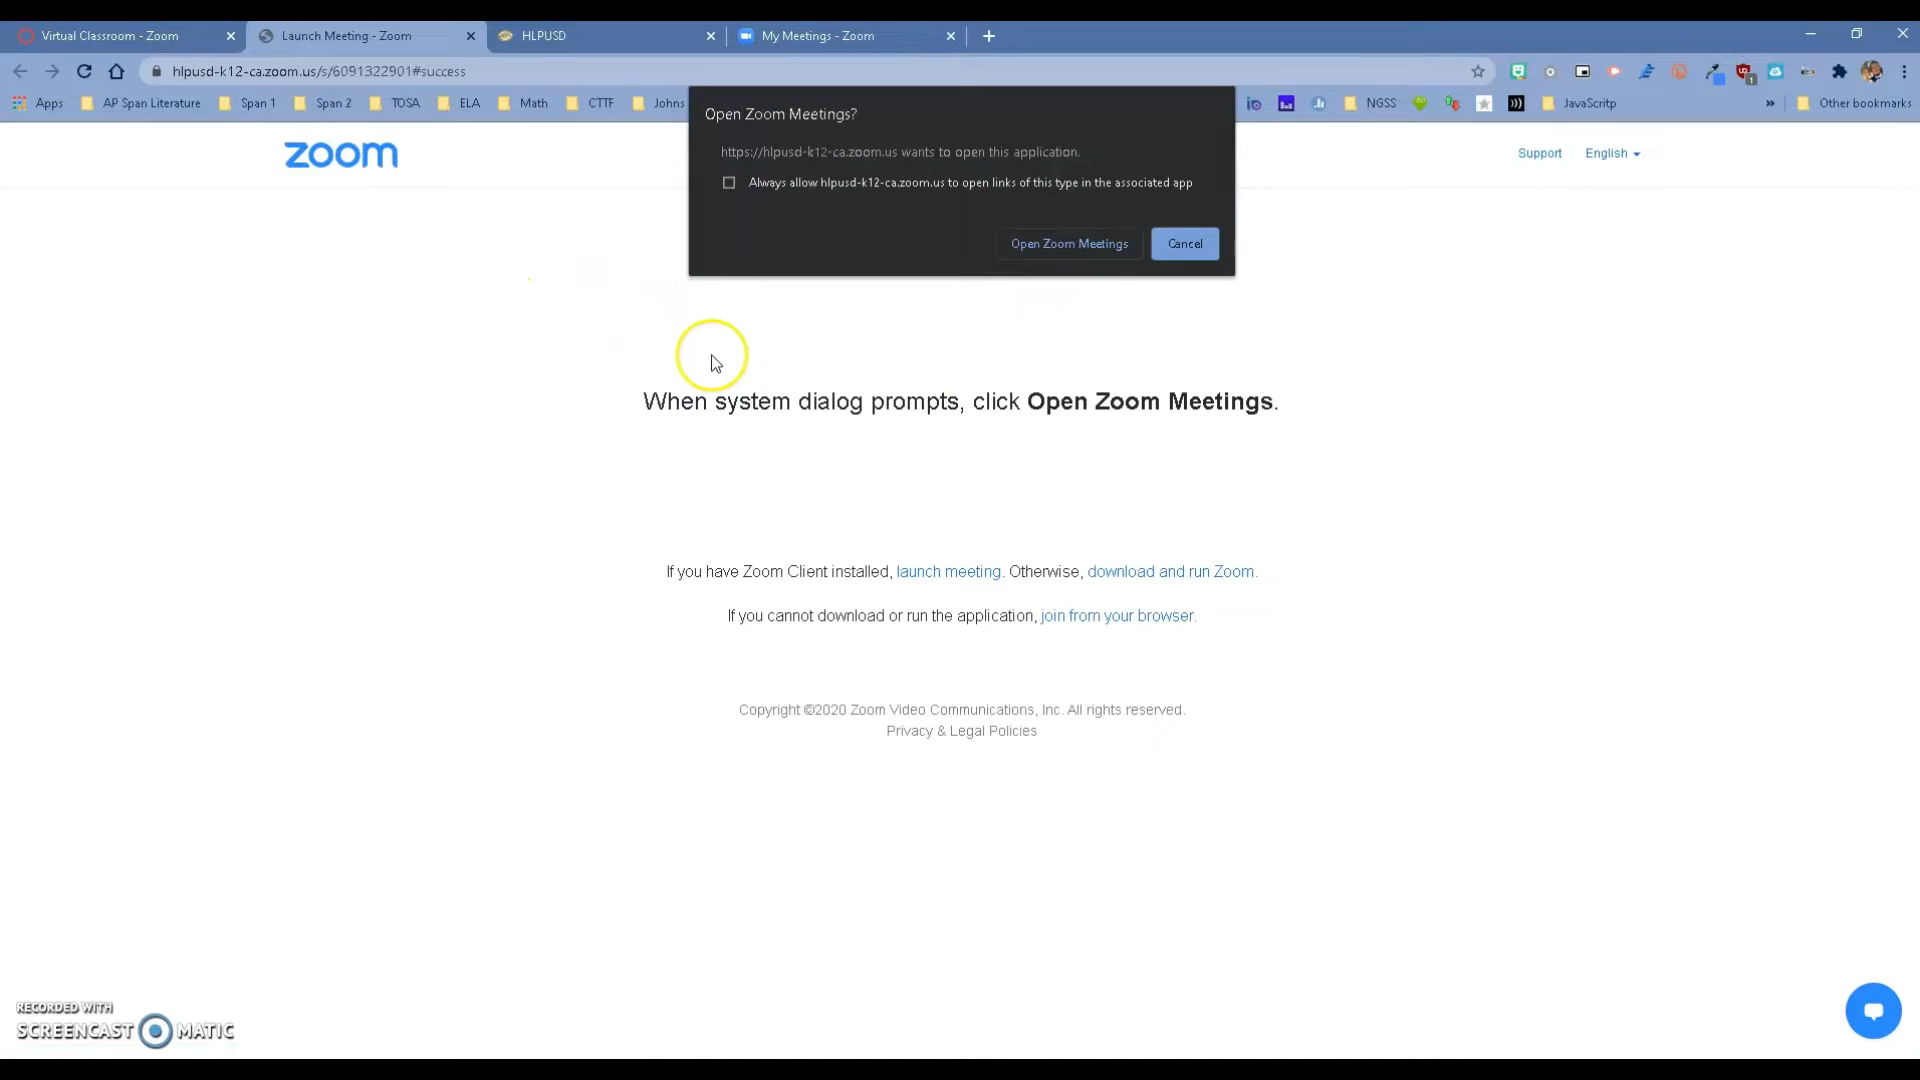 Virtual Classroom - Zoom
Launch Meeting - Zoom
HLPUSD
My Meetings - Zoom
hlpusd-k12-ca.zoom.us/s/6091322901#success
Apps
AP Span Literature
Span 1
Span 2
TOSA
ELA
Math
CTTF
Johns
NGSS
JavaScritp
»
Other bookmarks
Open Zoom Meetings?
https://hlpusd-k12-ca.zoom.us wants to open this application.
Always allow hlpusd-k12-ca.zoom.us to open links of this type in the associated app
Open Zoom Meetings
Cancel
zoom
Support
English
When system dialog prompts, click Open Zoom Meetings.
If you have Zoom Client installed, launch meeting. Otherwise, download and run Zoom.
If you cannot download or run the application, join from your browser.
Copyright ©2020 Zoom Video Communications, Inc. All rights reserved.
Privacy & Legal Policies
RECORDED WITH
SCREENCAST MATIC